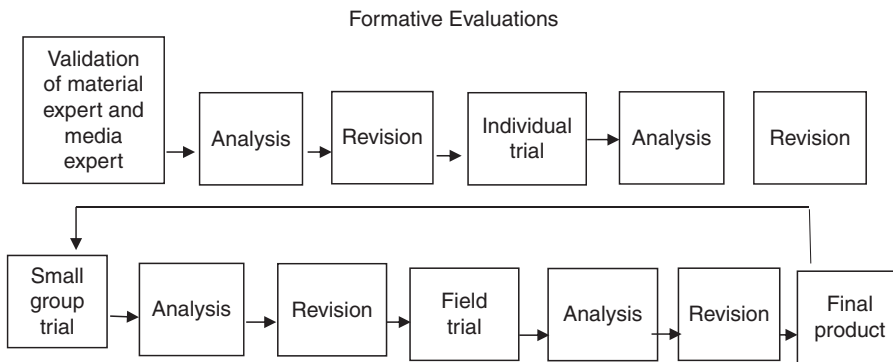 Formative Evaluations
Validation
of material
expert and
media
expert
Analysis
Revision
Individual
trial
Analysis
Revision
Small
group
trial
Analysis
Revision
Field
trial
Analysis
Revision
Final
product